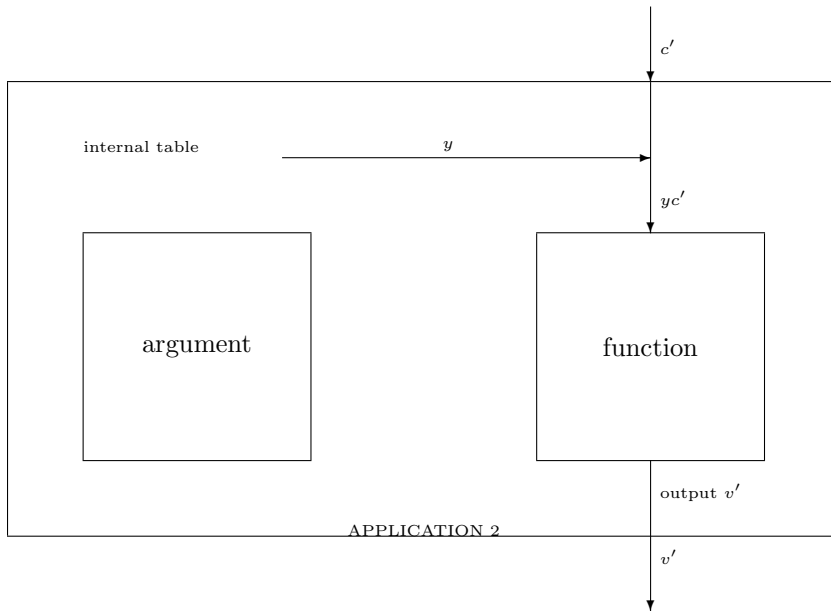 c′
internal table
y
yc′
argument
function
output v′
APPLICATION 2
v′